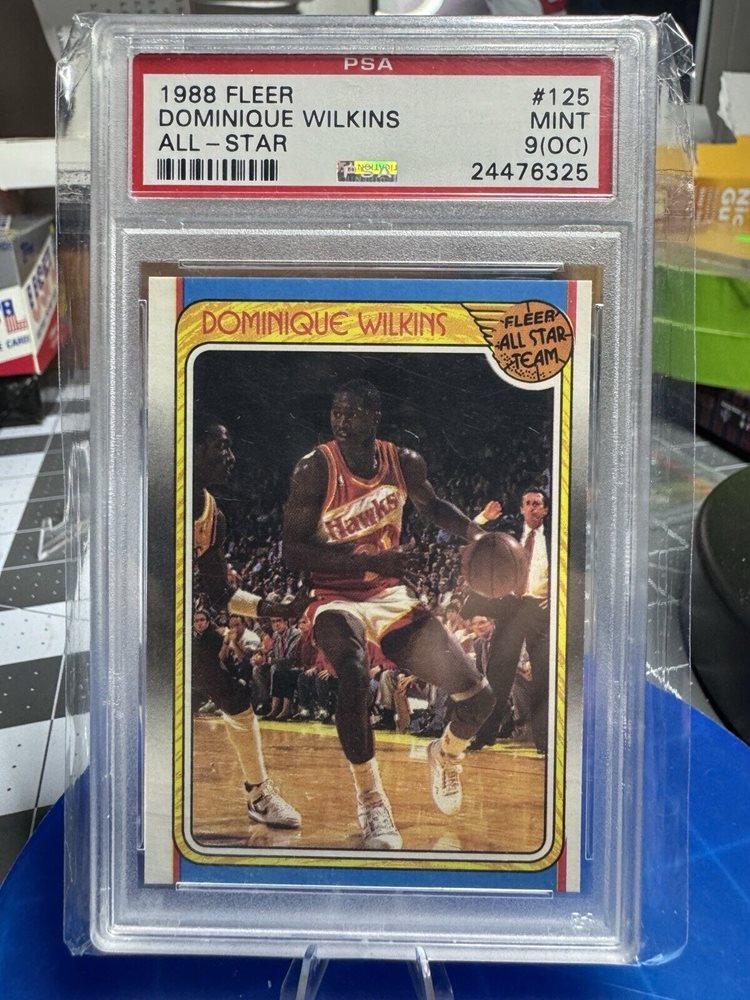 PSA
1988 FLEER #125
DOMINIQUE WILKINS MINT
ALL-STAR 9(OC)
24476325
DOMINIQUE WILKINS
FLEER
ALL STAR
TEAM
Hawks